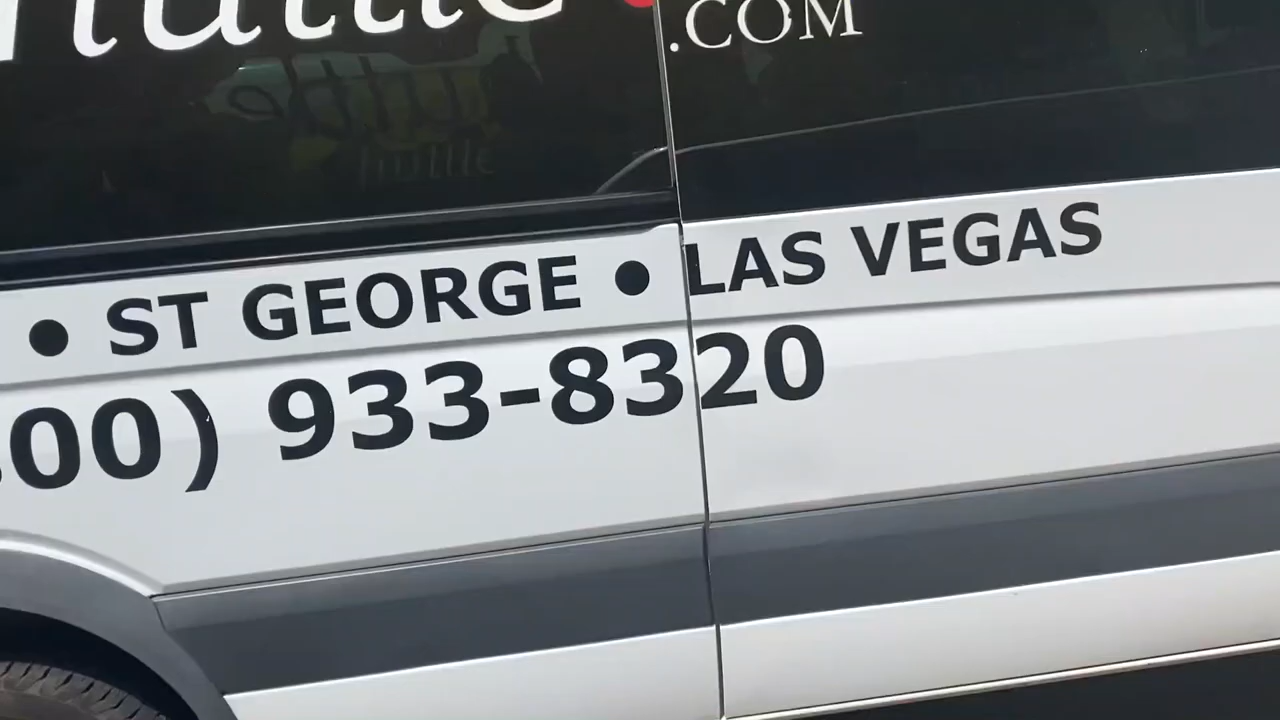 .COM
• ST GEORGE • LAS VEGAS
00) 933-8320